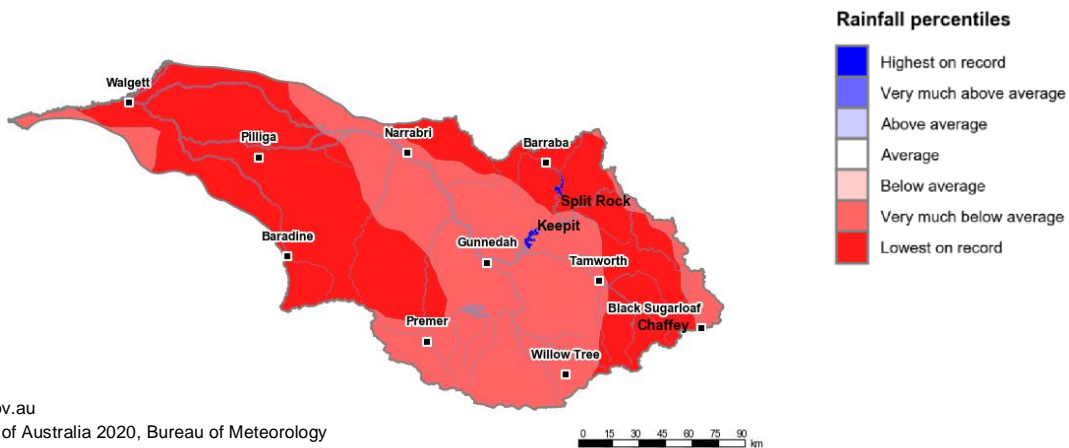 Rainfall percentiles
Highest on record
Very much above average
Above average
Average
Below average
Very much below average
Lowest on record
Walgett
Pilliga
Narrabri
Barraba
Split Rock
Keepit
Baradine
Gunnedah
Tamworth
Black Sugarloaf
Chaffey
Premer
Willow Tree
ov.au
of Australia 2020, Bureau of Meteorology
0 15 30 45 60 75 90
km